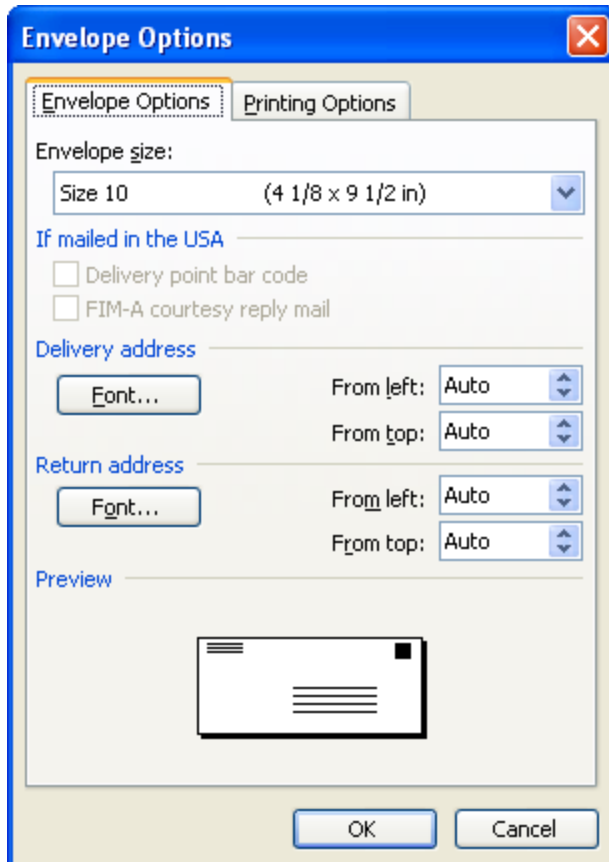 Envelope Options
Envelope Options Printing Options
Envelope size:
Size 10 (4 1/8 x 9 1/2 in)
If mailed in the USA
Delivery point bar code
FIM-A courtesy reply mail
Delivery address
Font... From left: Auto
From top: Auto
Return address
Font... From left: Auto
From top: Auto
Preview
OK Cancel